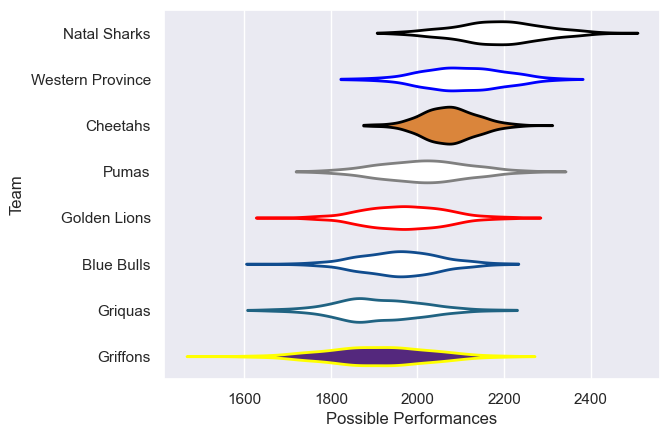 Natal Sharks
Western Province
Cheetahs
Pumas
Golden Lions
Blue Bulls
Griquas
Griffons
Team
1600 1800 2000 2200 2400
Possible Performances